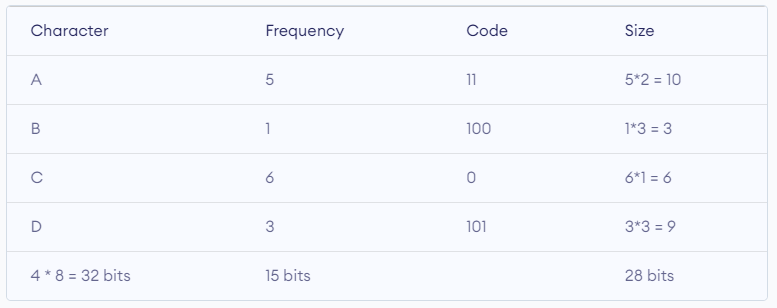 Character Frequency Code Size
A 5 11 5*2 = 10
B 1 100 1*3 = 3
C 6 0 6*1 = 6
D 3 101 3*3 = 9
4 * 8 = 32 bits 15 bits 28 bits